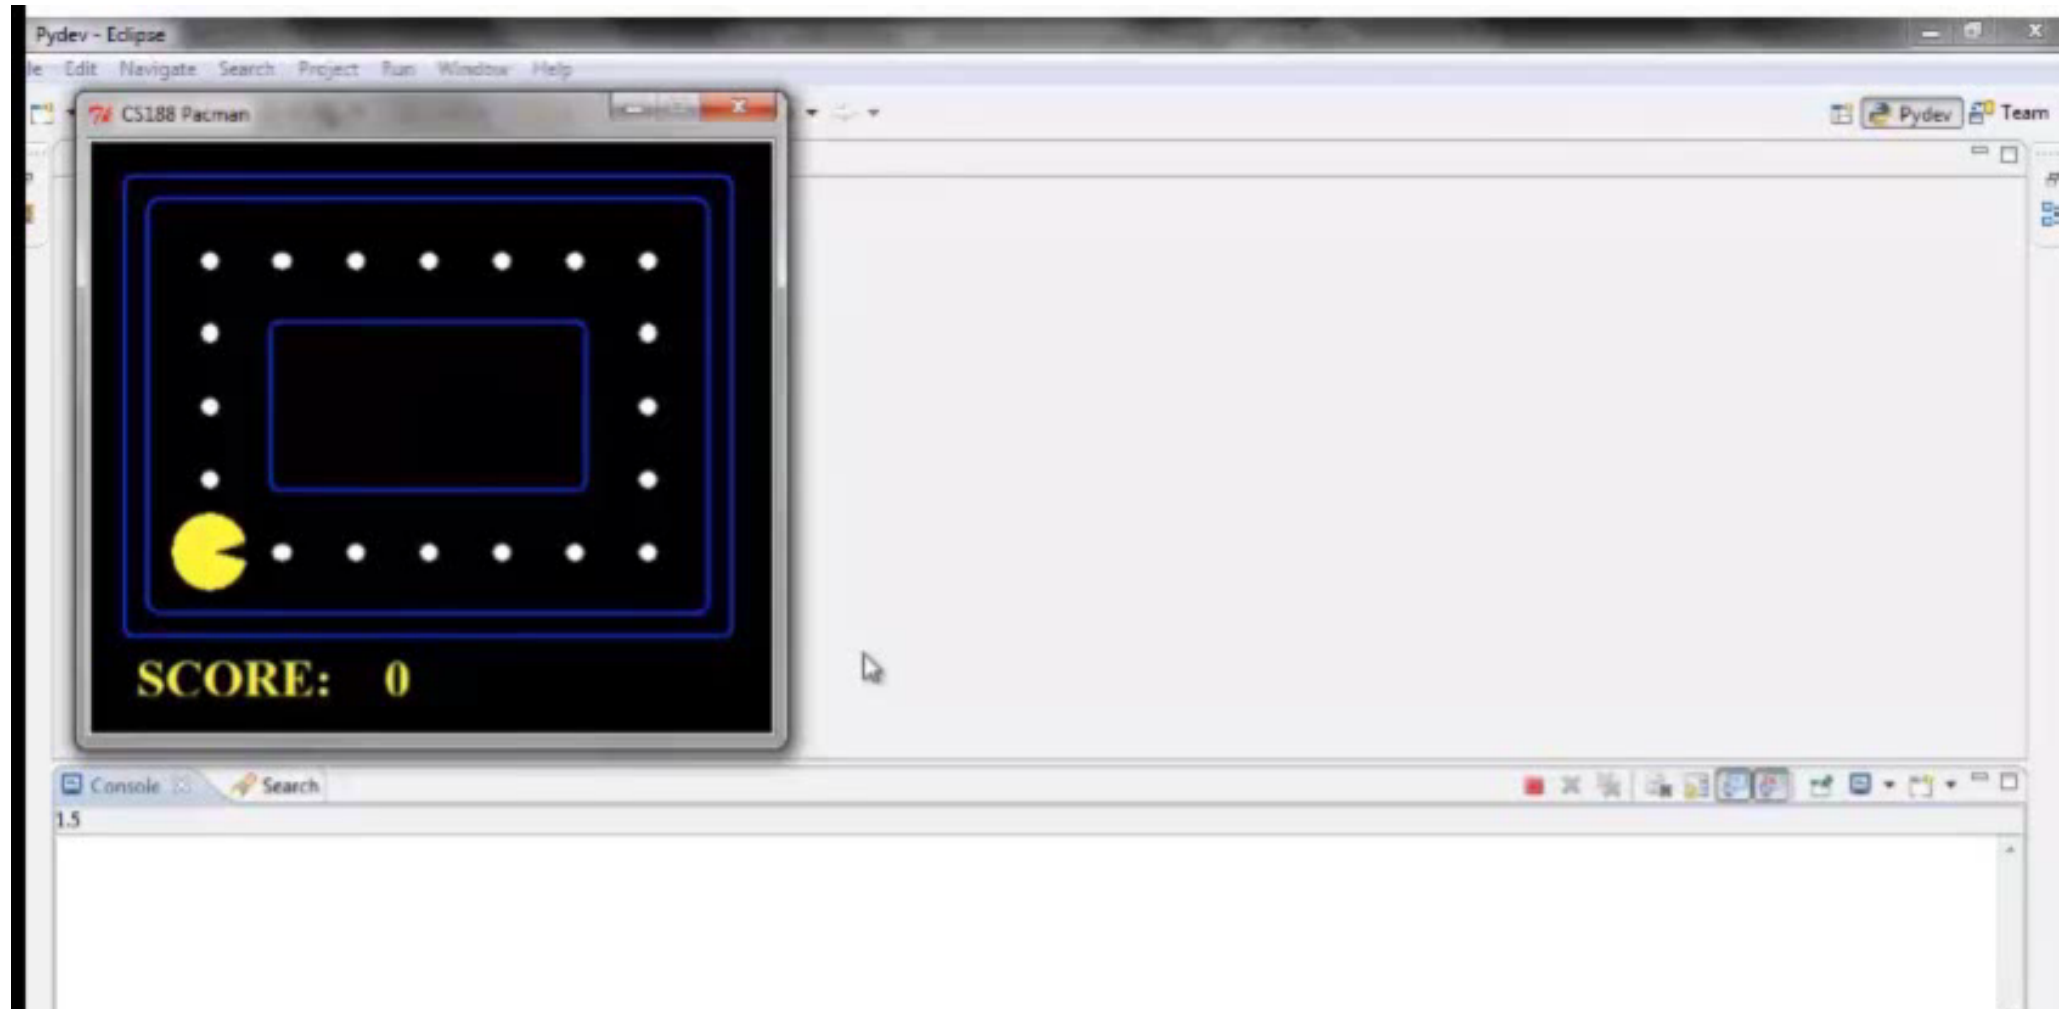 Pydev - Eclipse
le Edit Navigate Search Project Run Window Help
CS188 Pacman
Pydev Team
SCORE: 0
Console Search
1.5